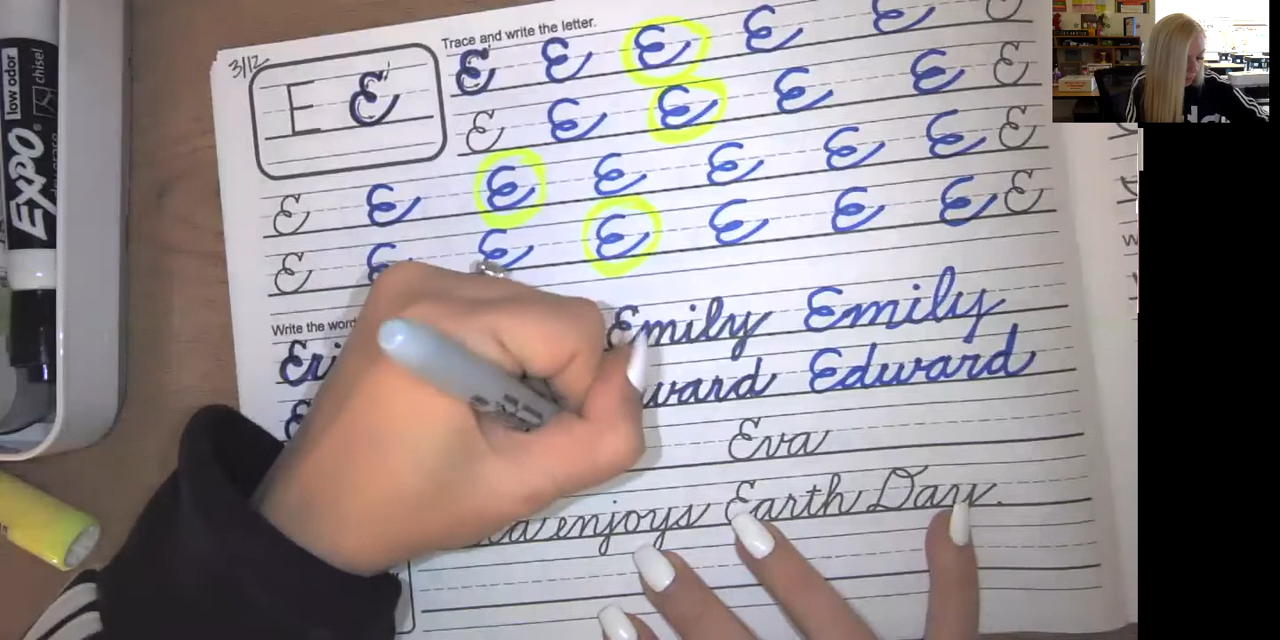 3/12
Trace and write the letter.
E E
E E E E E E
E E E E E E
E E E E E E E
E E E E E E E E
Write the
Emily Emily
Edward
Eva
enjoys Earth Day.
low odor
chisel
EXPO